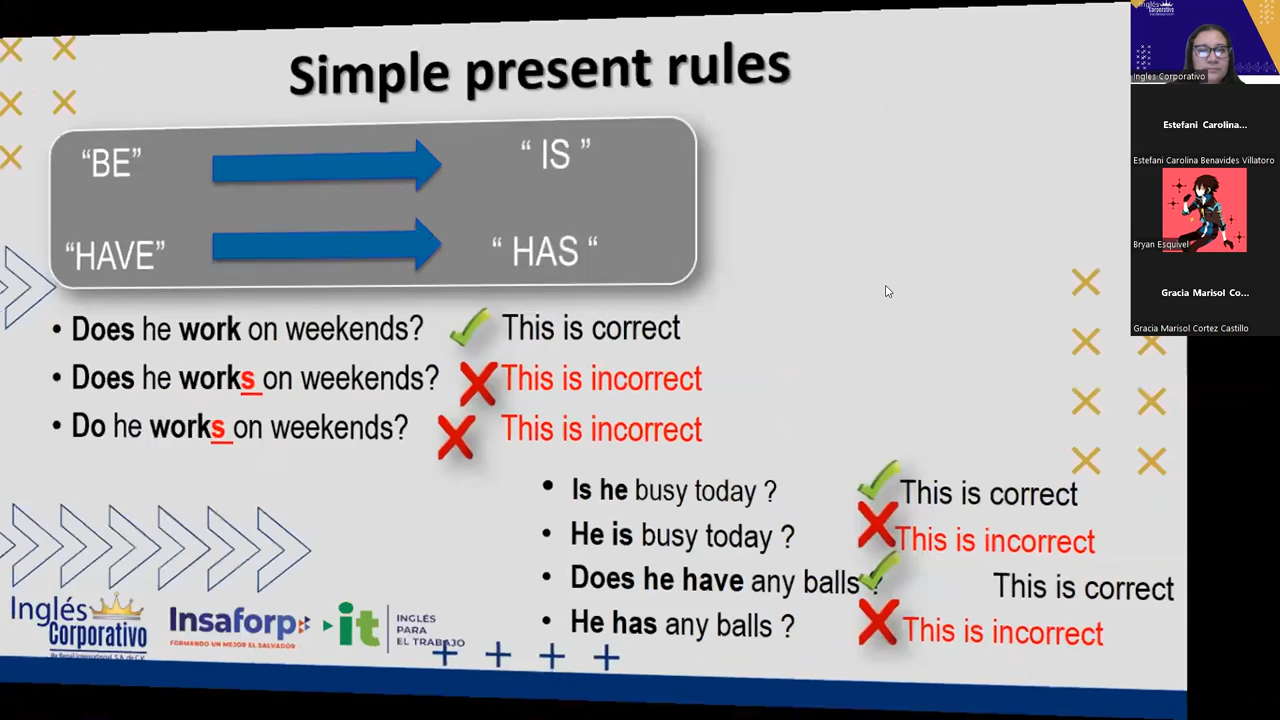 Simple present rules
“BE” “ IS ”
“HAVE” “ HAS “
• Does he work on weekends? This is correct
• Does he works on weekends? This is incorrect
• Do he works on weekends? This is incorrect
• Is he busy today ? This is correct
• He is busy today ? This is incorrect
• Does he have any balls ? This is correct
• He has any balls ? This is incorrect
Inglés
Corporativo
Insaforp
FORMANDO UN MEJOR EL SALVADOR
it
INGLÉS
PARA
EL TRABAJO
Inglés
Corporativo
Ingles Corporativo
Estefani Carolina...
Estefani Carolina Benavides Villatoro
Bryan Esquivel
Gracia Marisol Co...
Gracia Marisol Cortez Castillo